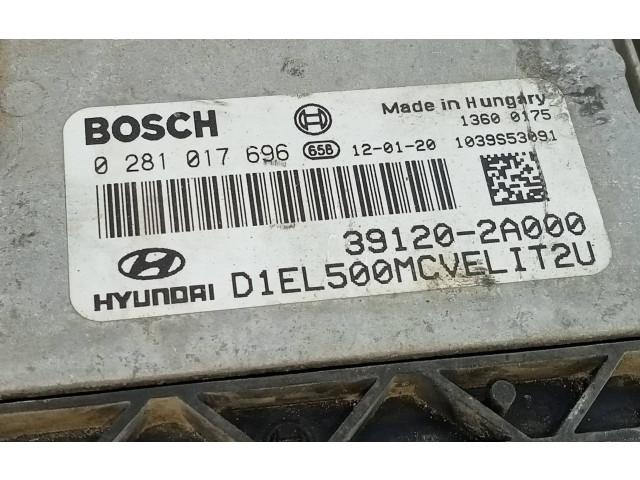 BOSCH
Made in Hungary
1360 0175
0 281 017 696 658 12-01-20 1039S53091
39120-2A000
HYUNDAI D1EL500MCVELIT2U